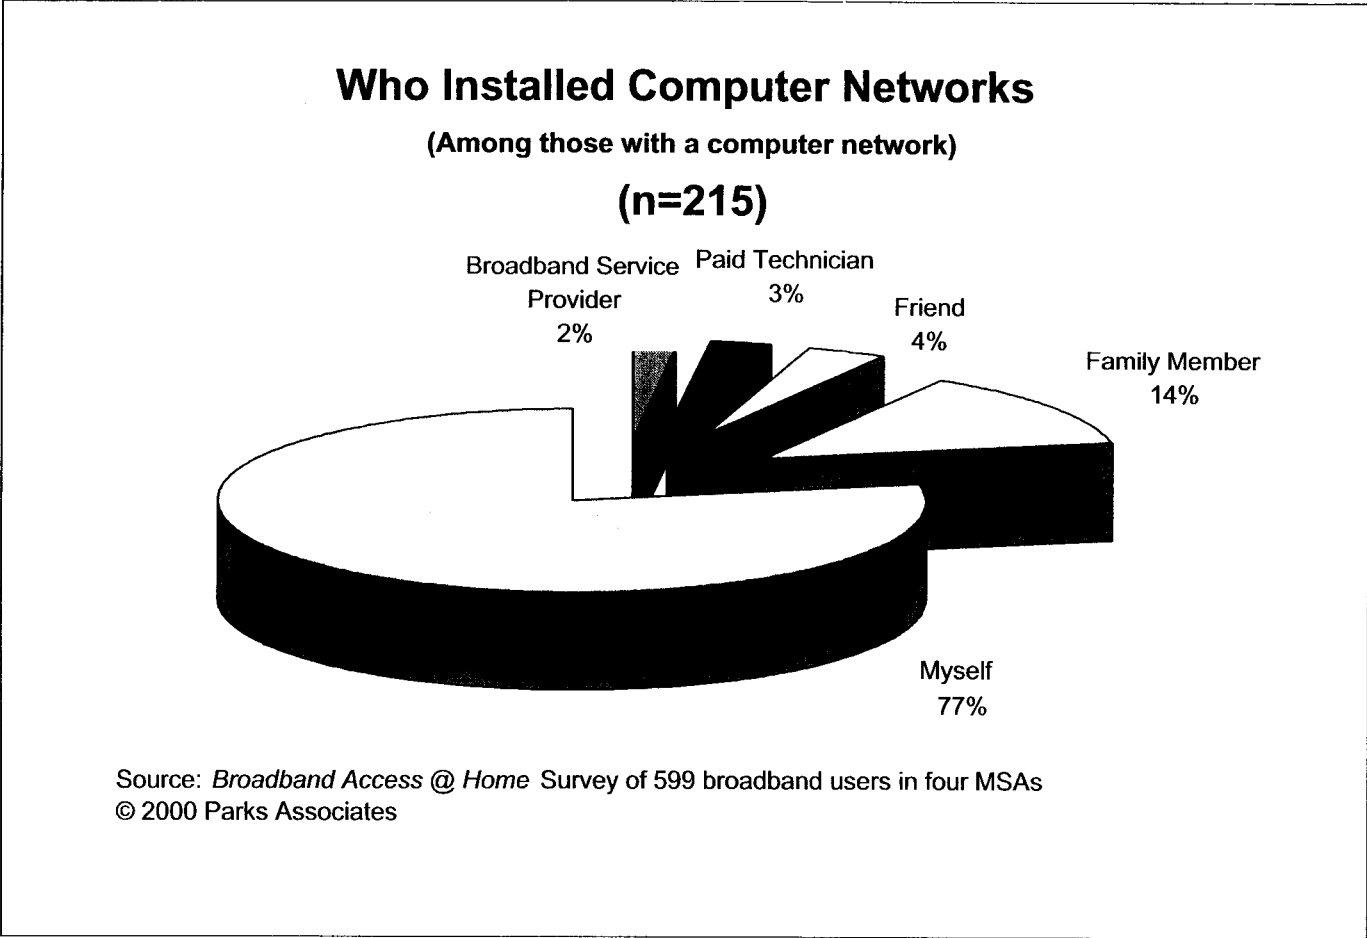 Who Installed Computer Networks
(Among those with a computer network)
(n=215)
Broadband Service
Provider
2%
Paid Technician
3%
Friend
4%
Family Member
14%
Myself
77%
Source: Broadband Access @ Home Survey of 599 broadband users in four MSAs
© 2000 Parks Associates